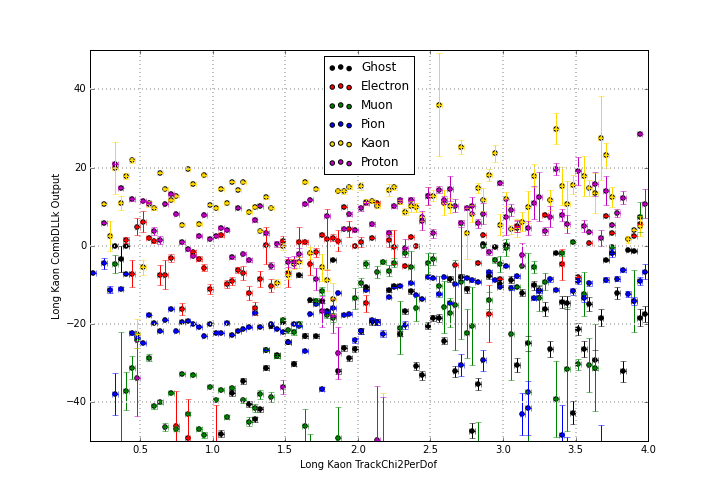 Ghost
Electron
Muon
Pion
Kaon
Proton
40
20
0
−20
−40
0.5 1.0 1.5 2.0 2.5 3.0 3.5 4.0
Long Kaon TrackChi2PerDof
Long Kaon CombDLLk Output